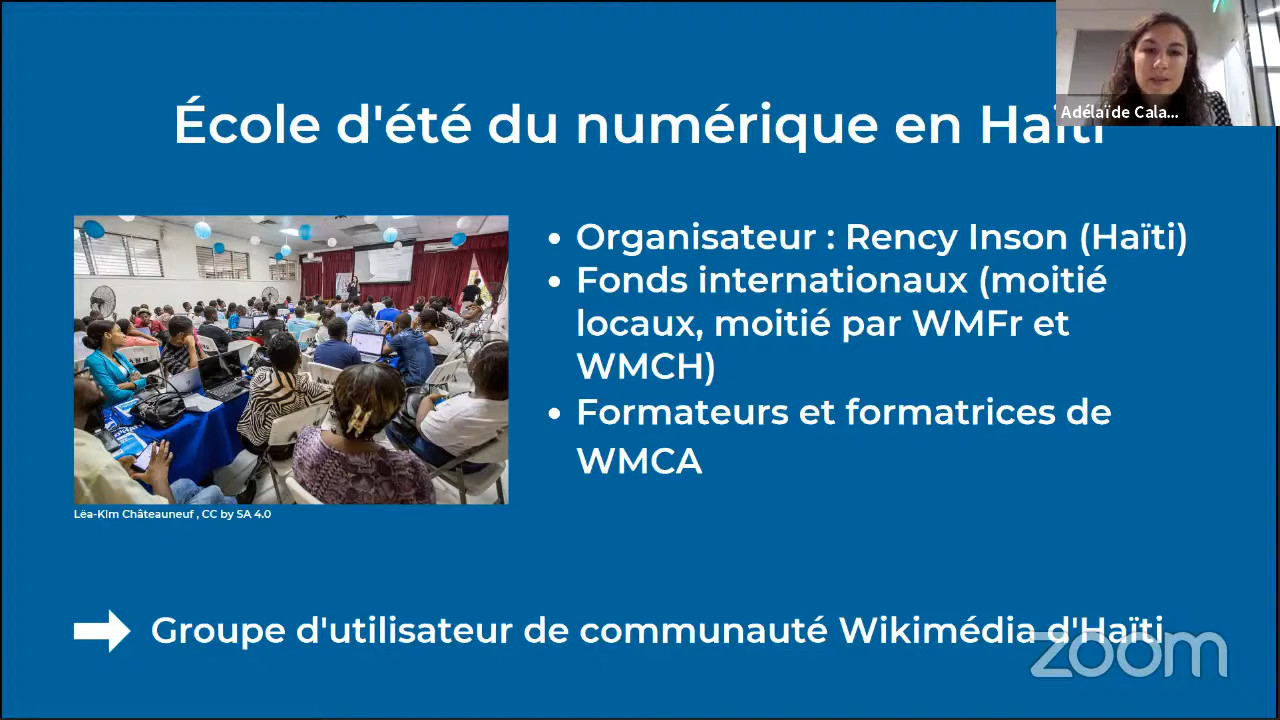 Adélaïde Cala...
École d'été du numérique en Haïti
• Organisateur : Rency Inson (Haïti)
• Fonds internationaux (moitié
locaux, moitié par WMFr et
WMCH)
• Formateurs et formatrices de
WMCA
Léa-Kim Châteauneuf , CC by SA 4.0
Groupe d'utilisateur de communauté Wikimédia d'Haïti
zoom